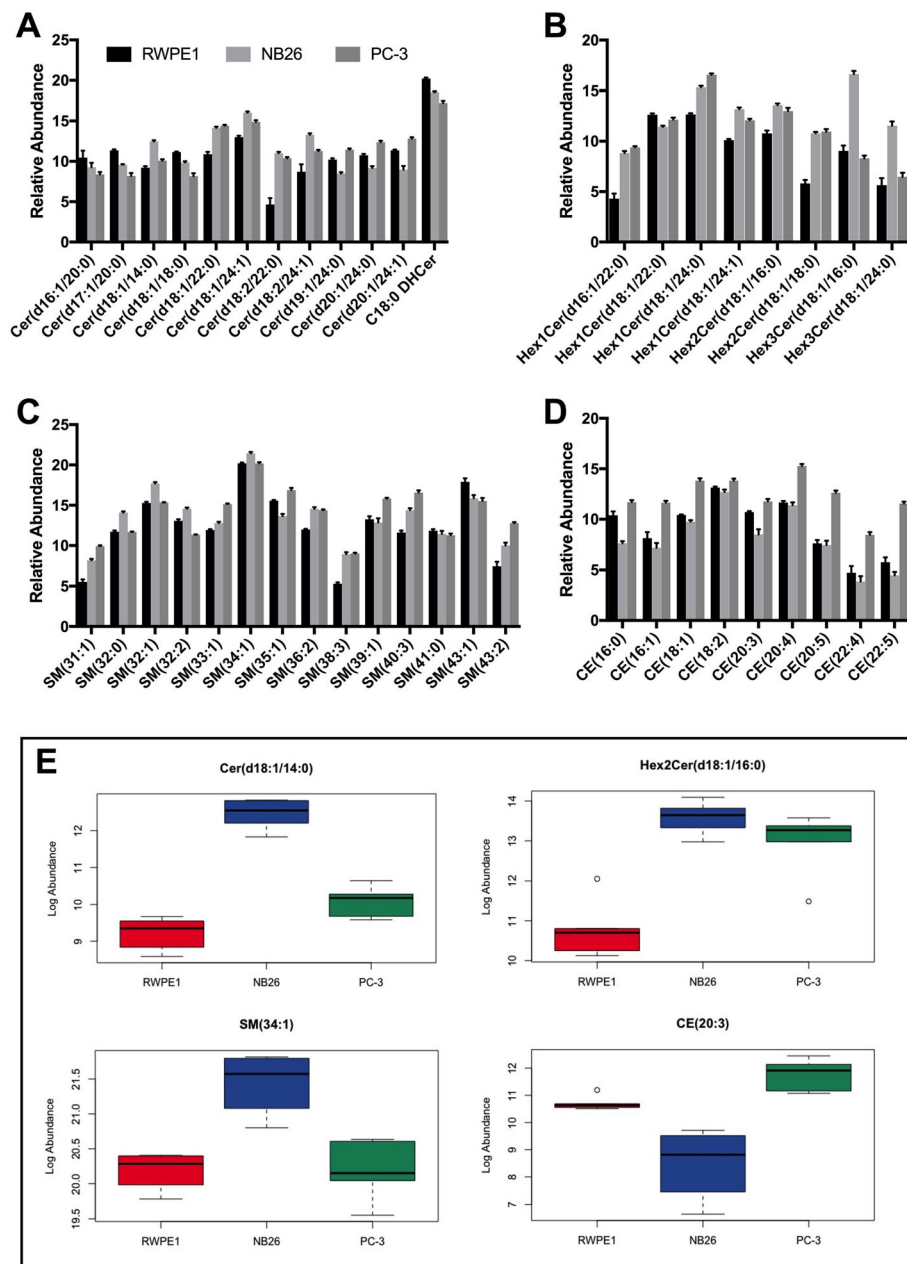 A
RWPE1 NB26 PC-3
Relative Abundance
25
20
15
10
5
0
Cer(d16:1/20:0)
Cer(d17:1/20:0)
Cer(d18:1/14:0)
Cer(d18:1/18:0)
Cer(d18:1/22:0)
Cer(d18:1/24:1)
Cer(d18:2/22:0)
Cer(d18:2/24:1)
Cer(d19:1/24:0)
Cer(d20:1/24:0)
Cer(d20:1/24:1)
C18:0 DHCer
B
Relative Abundance
20
15
10
5
0
Hex1Cer(d16:1/22:0)
Hex1Cer(d18:1/22:0)
Hex1Cer(d18:1/24:0)
Hex1Cer(d18:1/24:1)
Hex2Cer(d18:1/16:0)
Hex2Cer(d18:1/18:0)
Hex3Cer(d18:1/16:0)
Hex3Cer(d18:1/24:0)
C
Relative Abundance
25
20
15
10
5
0
SM(31:1)
SM(32:0)
SM(32:1)
SM(32:2)
SM(33:1)
SM(34:1)
SM(35:1)
SM(36:2)
SM(38:3)
SM(39:1)
SM(40:3)
SM(41:0)
SM(43:1)
SM(43:2)
D
Relative Abundance
20
15
10
5
0
CE(16:0)
CE(16:1)
CE(18:1)
CE(18:2)
CE(20:3)
CE(20:4)
CE(20:5)
CE(22:4)
CE(22:5)
E
Cer(d18:1/14:0)
Log Abundance
12
11
10
9
RWPE1 NB26 PC-3
Hex2Cer(d18:1/16:0)
Log Abundance
14
13
12
11
10
RWPE1 NB26 PC-3
SM(34:1)
Log Abundance
21.5
21.0
20.5
20.0
19.5
RWPE1 NB26 PC-3
CE(20:3)
Log Abundance
12
11
10
9
8
7
RWPE1 NB26 PC-3